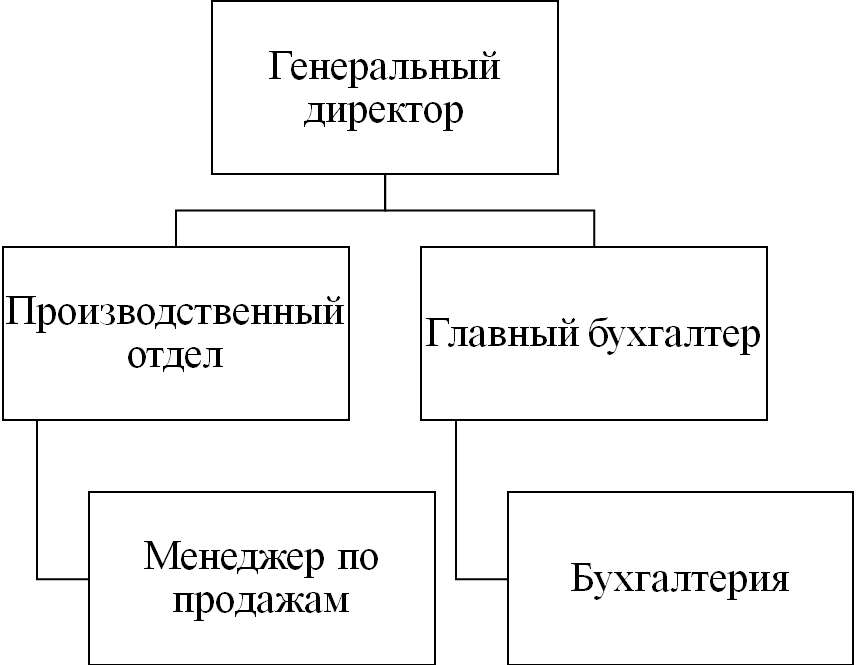 Генеральный
директор
Производственный
отдел
Главный бухгалтер
Менеджер по
продажам
Бухгалтерия